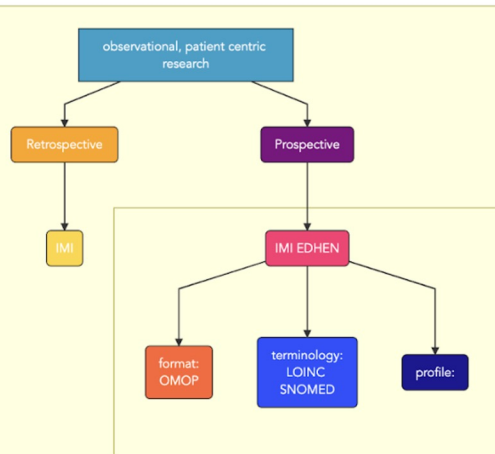 observational, patient centric
research
Retrospective
Prospective
IMI
IMI EDHEN
format:
OMOP
terminology:
LOINC
SNOMED
profile: